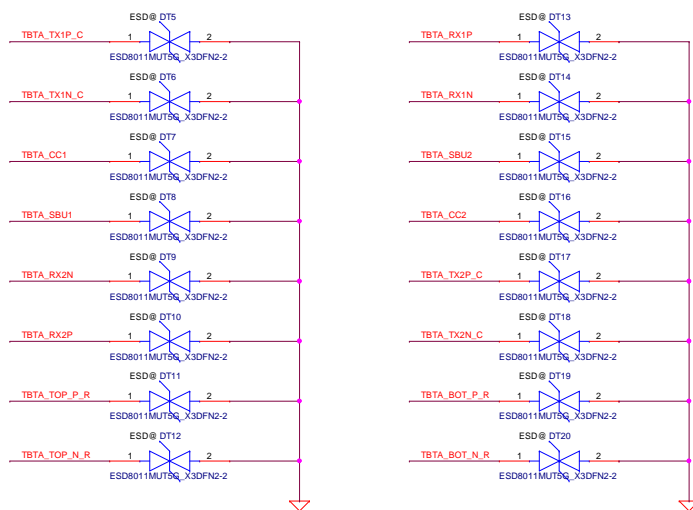 ESD@ DT5
TBTA_TX1P_C 1 2
ESD8011MUT5G_X3DFN2-2
ESD@ DT6
TBTA_TX1N_C 1 2
ESD8011MUT5G_X3DFN2-2
ESD@ DT7
TBTA_CC1 1 2
ESD8011MUT5G_X3DFN2-2
ESD@ DT8
TBTA_SBU1 1 2
ESD8011MUT5G_X3DFN2-2
ESD@ DT9
TBTA_RX2N 1 2
ESD8011MUT5G_X3DFN2-2
ESD@ DT10
TBTA_RX2P 1 2
ESD8011MUT5G_X3DFN2-2
ESD@ DT11
TBTA_TOP_P_R 1 2
ESD8011MUT5G_X3DFN2-2
ESD@ DT12
TBTA_TOP_N_R 1 2
ESD8011MUT5G_X3DFN2-2
ESD@ DT13
TBTA_RX1P 1 2
ESD8011MUT5G_X3DFN2-2
ESD@ DT14
TBTA_RX1N 1 2
ESD8011MUT5G_X3DFN2-2
ESD@ DT15
TBTA_SBU2 1 2
ESD8011MUT5G_X3DFN2-2
ESD@ DT16
TBTA_CC2 1 2
ESD8011MUT5G_X3DFN2-2
ESD@ DT17
TBTA_TX2P_C 1 2
ESD8011MUT5G_X3DFN2-2
ESD@ DT18
TBTA_TX2N_C 1 2
ESD8011MUT5G_X3DFN2-2
ESD@ DT19
TBTA_BOT_P_R 1 2
ESD8011MUT5G_X3DFN2-2
ESD@ DT20
TBTA_BOT_N_R 1 2
ESD8011MUT5G_X3DFN2-2